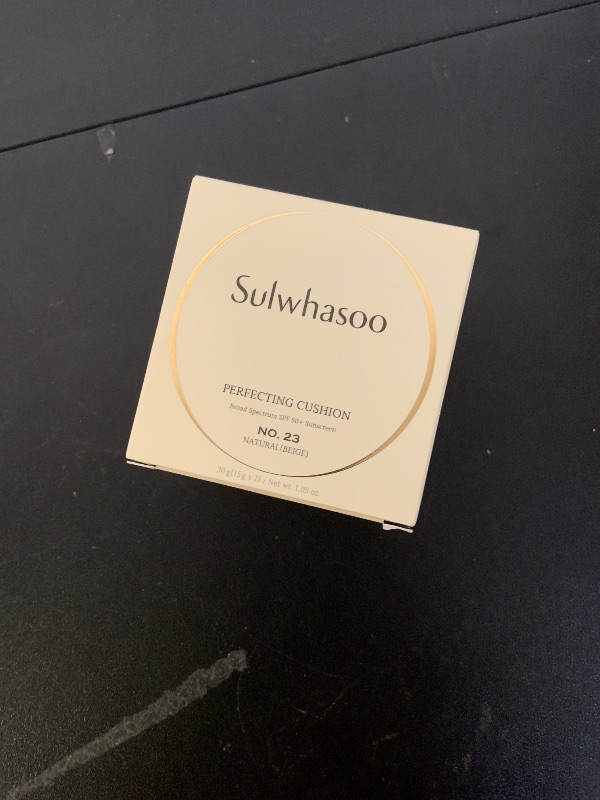 Sulwhasoo
PERFECTING CUSHION
Broad Spectrum SPF 50+ Sunscreen
NO. 23
NATURAL(BEIGE)
30 g(15 g x 2) / Net wt. 1.05 oz.